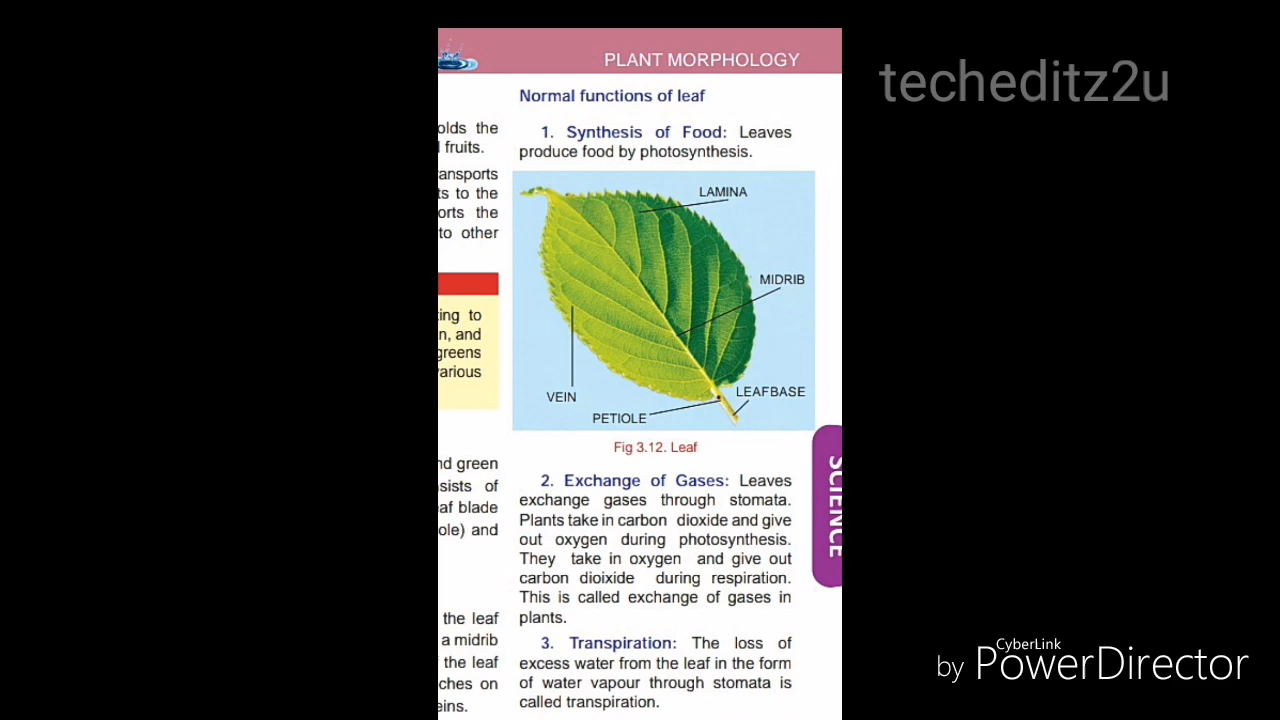 PLANT MORPHOLOGY
techeditz2u
olds the
fruits.
ansports
ts to the
orts the
to other
ting to
n, and
greens
various
nd green
sists of
af blade
ole) and
the leaf
a midrib
the leaf
ches on
eins.
Normal functions of leaf
1. Synthesis of Food: Leaves
produce food by photosynthesis.
LAMINA
MIDRIB
VEIN
LEAFBASE
PETIOLE
Fig 3.12. Leaf
2. Exchange of Gases: Leaves
exchange gases through stomata.
Plants take in carbon dioxide and give
out oxygen during photosynthesis.
They take in oxygen and give out
carbon dioixide during respiration.
This is called exchange of gases in
plants.
3. Transpiration: The loss of
excess water from the leaf in the form
of water vapour through stomata is
called transpiration.
SCIENCE
CyberLink
by PowerDirector